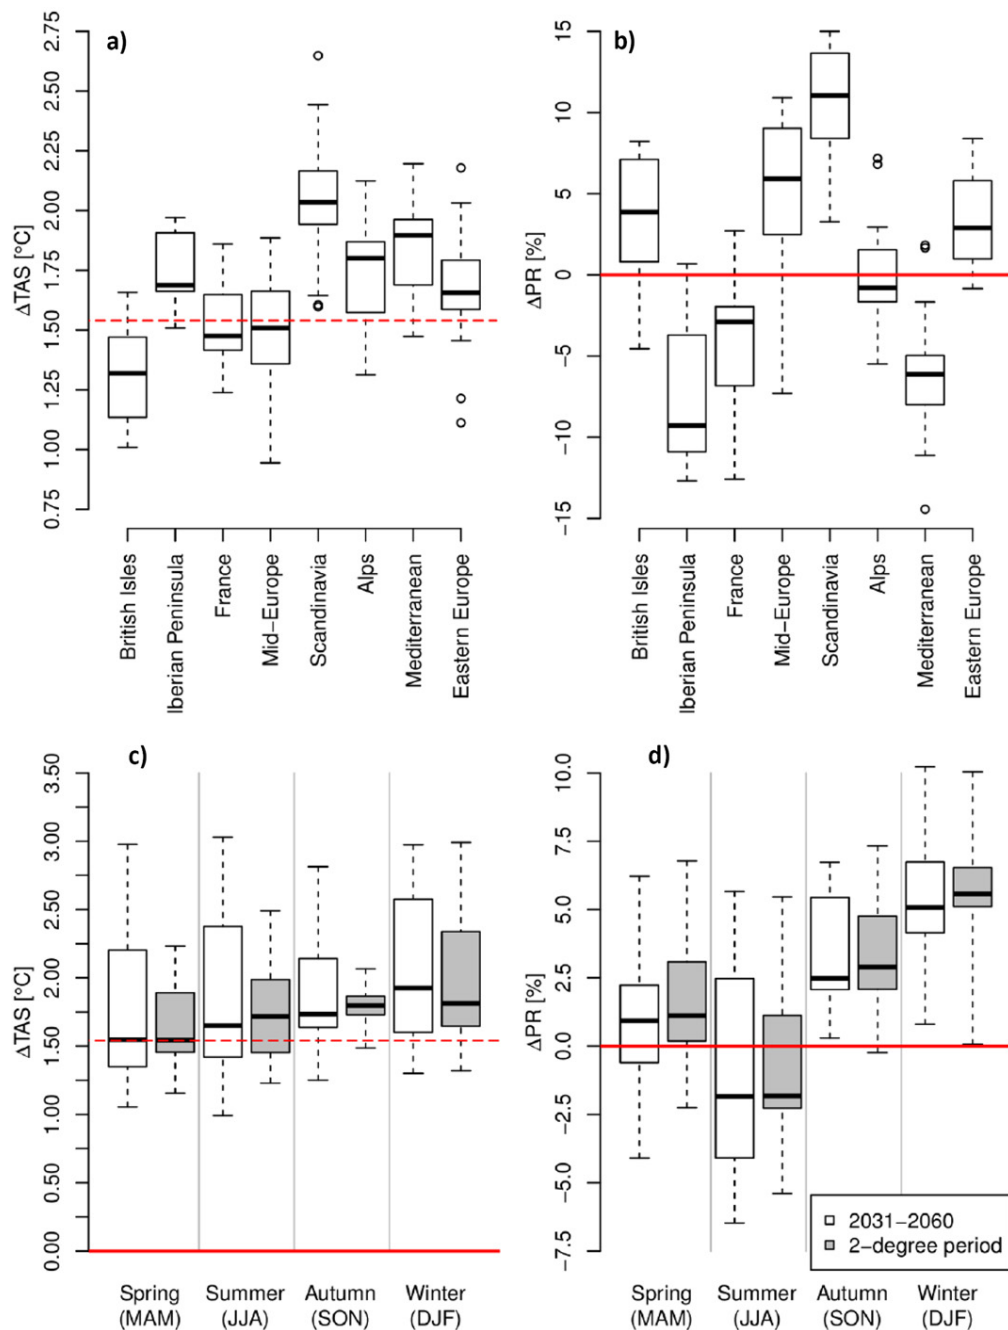 a)
ΔTAS [°C]
2.75
2.50
2.25
2.00
1.75
1.50
1.25
1.00
0.75
British Isles
Iberian Peninsula
France
Mid-Europe
Scandinavia
Alps
Mediterranean
Eastern Europe
b)
ΔPR [%]
15
10
5
0
-5
-10
-15
British Isles
Iberian Peninsula
France
Mid-Europe
Scandinavia
Alps
Mediterranean
Eastern Europe
c)
ΔTAS [°C]
3.50
3.00
2.50
2.00
1.50
1.00
0.50
0.00
Spring
(MAM)
Summer
(JJA)
Autumn
(SON)
Winter
(DJF)
d)
ΔPR [%]
10.0
7.5
5.0
2.5
0.0
-2.5
-5.0
-7.5
2031-2060
2-degree period
Spring
(MAM)
Summer
(JJA)
Autumn
(SON)
Winter
(DJF)